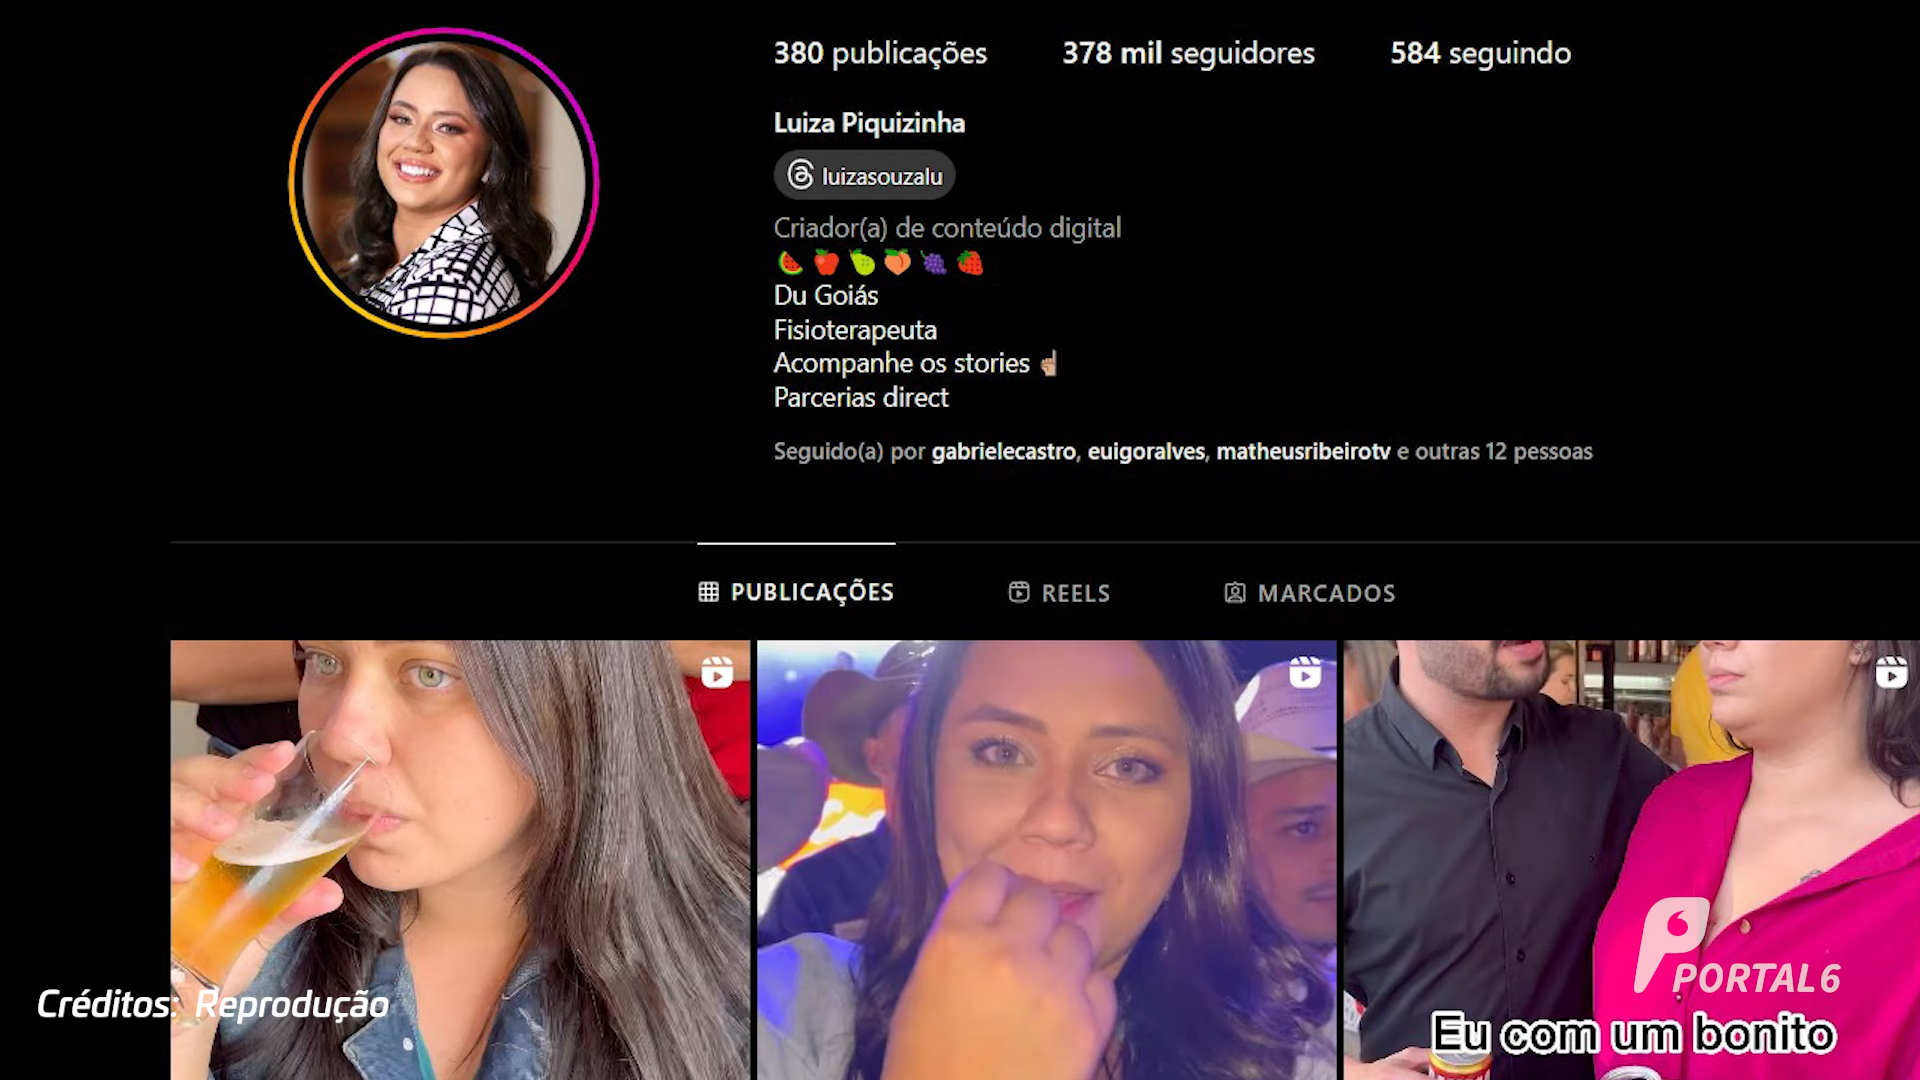 380 publicações 378 mil seguidores 584 seguindo
Luiza Piquizinha
luizasouzalu
Criador(a) de conteúdo digital
Du Goiás
Fisioterapeuta
Acompanhe os stories
Parcerias direct
Seguido(a) por gabrielecastro, euigoralves, matheusribeirotv e outras 12 pessoas
PUBLICAÇÕES REELS MARCADOS
PORTAL6
Créditos: Reprodução
Eu com um bonito